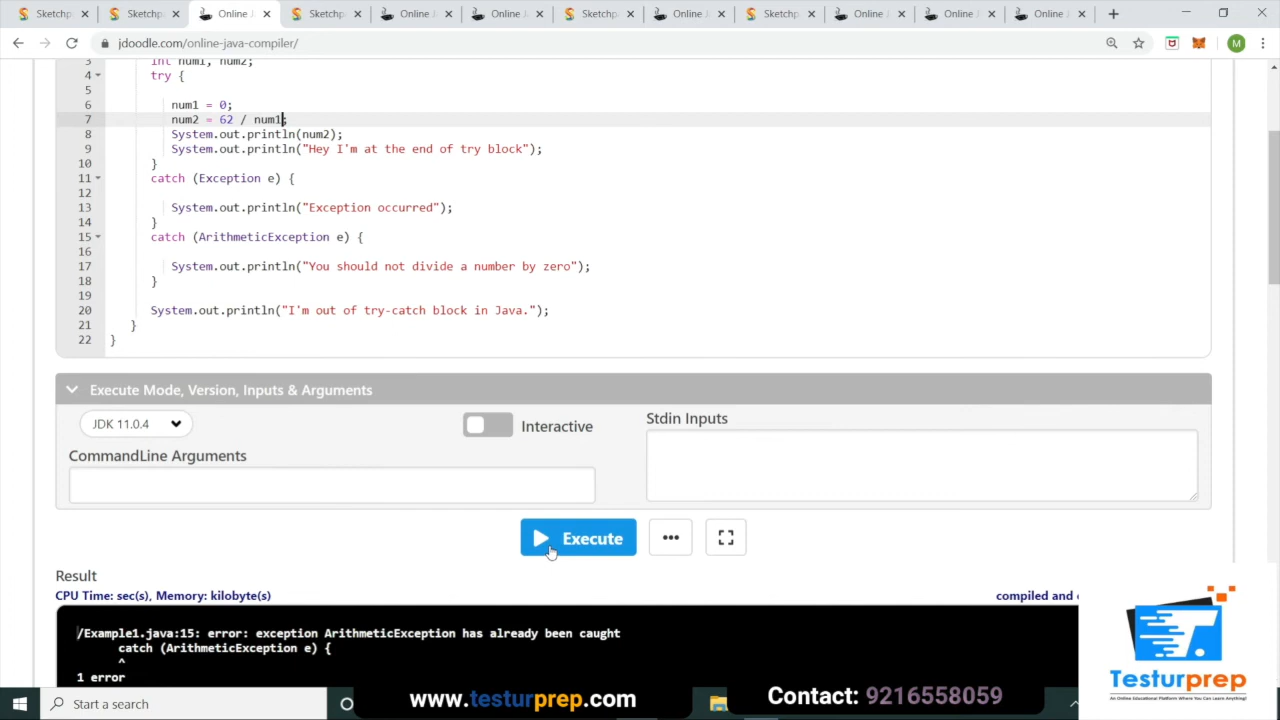 Sketchp
Sketchp
Online J
Sketchp
Online J
Online J
Sketchp
Online J
Sketchp
Online J
Online J
Online J
jdoodle.com/online-java-compiler/
M
3 int num1, num2;
4 try {
5
6 num1 = 0;
7 num2 = 62 / num1;
8 System.out.println(num2);
9 System.out.println("Hey I'm at the end of try block");
10 }
11 catch (Exception e) {
12
13 System.out.println("Exception occurred");
14 }
15 catch (ArithmeticException e) {
16
17 System.out.println("You should not divide a number by zero");
18 }
19
20 System.out.println("I'm out of try-catch block in Java.");
21 }
22 }
Execute Mode, Version, Inputs & Arguments
JDK 11.0.4
Interactive
Stdin Inputs
CommandLine Arguments
Execute
Result
CPU Time: sec(s), Memory: kilobyte(s)
compiled and
/Example1.java:15: error: exception ArithmeticException has already been caught
catch (ArithmeticException e) {
^
1 error
Testurprep
An Online Educational Platform Where You Can Learn Anything!
Type here to search
www.testurprep.com
Contact: 9216558059